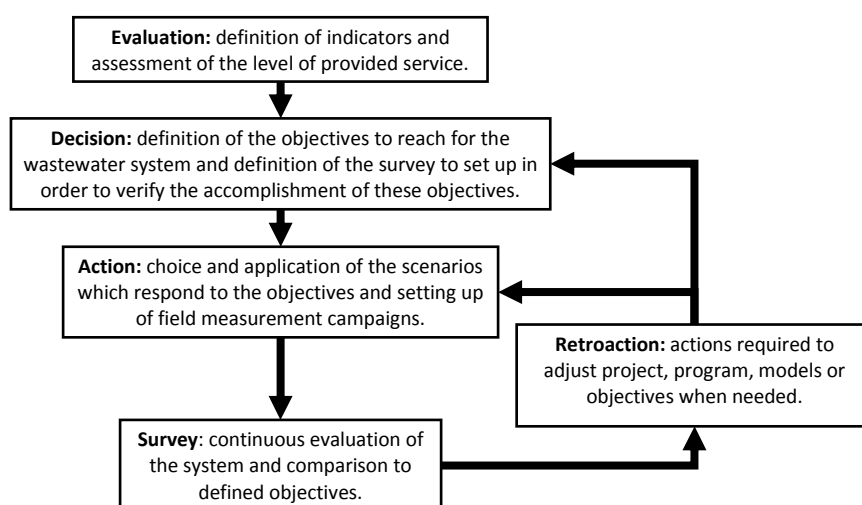 Evaluation: definition of indicators and
assessment of the level of provided service.
Decision: definition of the objectives to reach for the
wastewater system and definition of the survey to set up in
order to verify the accomplishment of these objectives.
Action: choice and application of the scenarios
which respond to the objectives and setting up
of field measurement campaigns.
Retroaction: actions required to
adjust project, program, models or
objectives when needed.
Survey: continuous evaluation of
the system and comparison to
defined objectives.